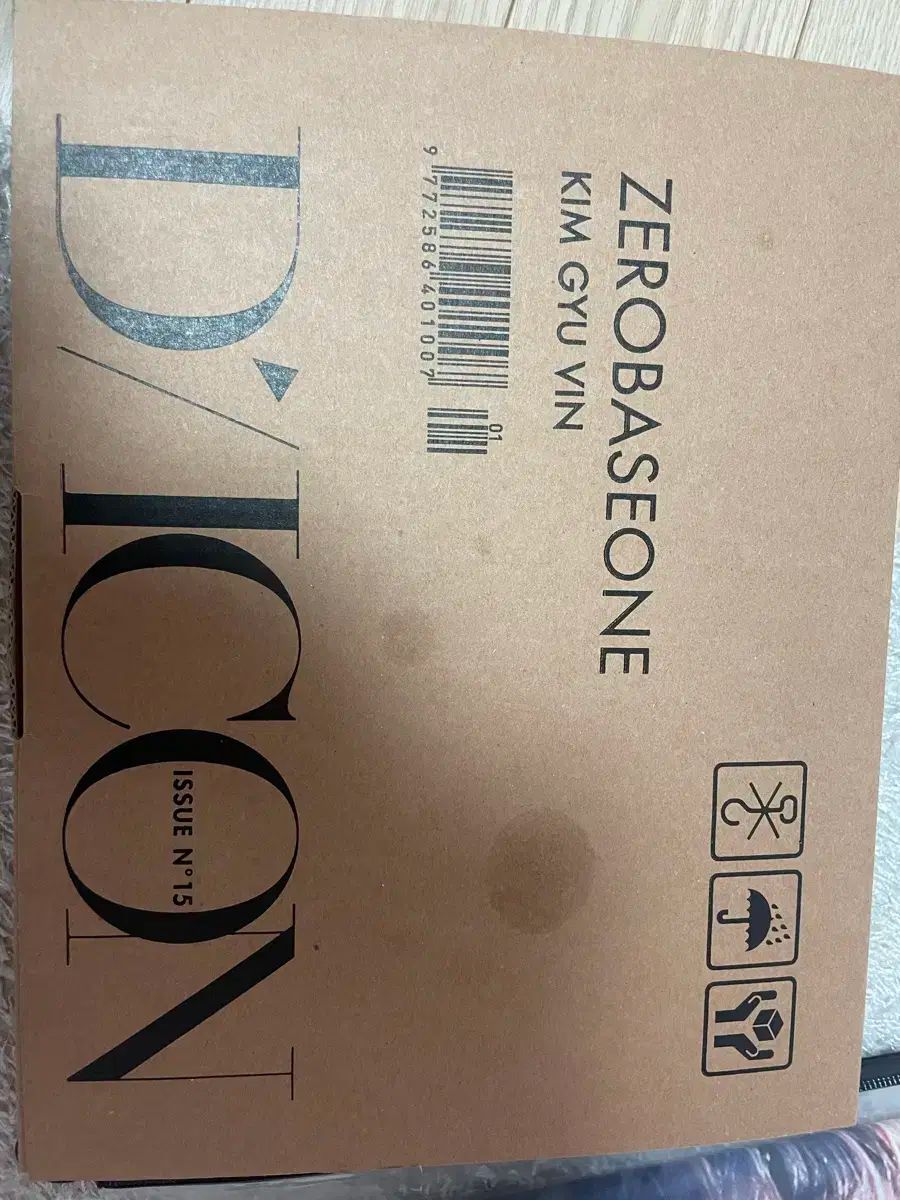 ZEROBASEONE
KIM GYU VIN
01
9 772586 401007
D'/ICON
ISSUE N°15